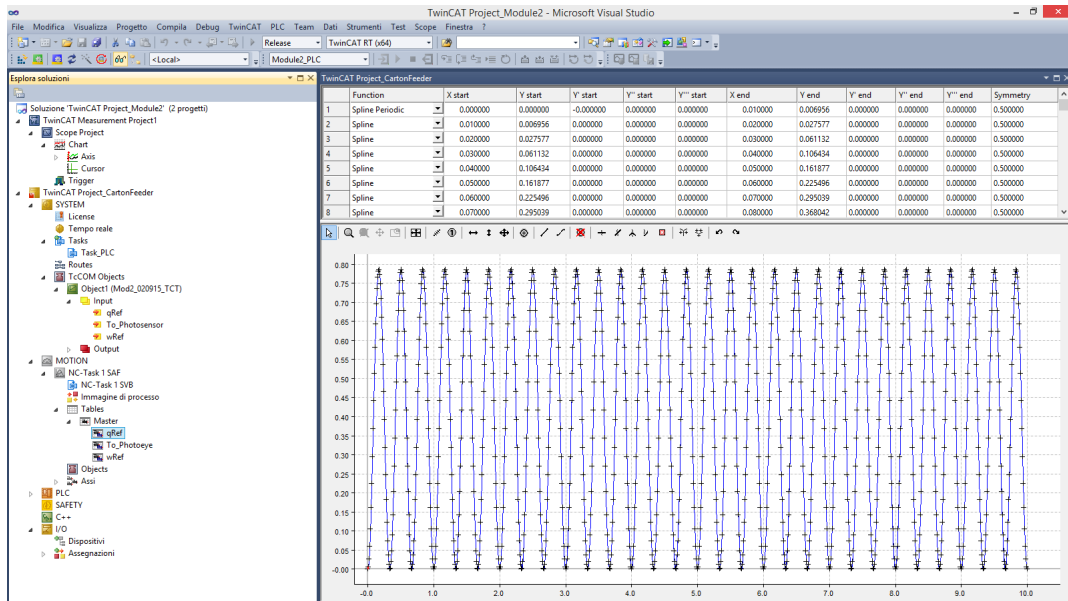 TwinCAT Project_Module2 - Microsoft Visual Studio
File Modifica Visualizza Progetto Compila Debug TwinCAT PLC Team Dati Strumenti Test Scope Finestra ?
Release TwinCAT RT (x64)
<Local> Module2_PLC
Esplora soluzioni
Soluzione 'TwinCAT Project_Module2' (2 progetti)
TwinCAT Measurement Project1
Scope Project
Chart
Axis
Cursor
Trigger
TwinCAT Project_CartonFeeder
SYSTEM
License
Tempo reale
Tasks
Task_PLC
Routes
TcCOM Objects
Object1 (Mod2_020915_TCT)
Input
qRef
To_Photosensor
wRef
Output
MOTION
NC-Task 1 SAF
NC-Task 1 SVB
Immagine di processo
Tables
Master
qRef
To_Photoeye
wRef
Objects
Assi
PLC
SAFETY
C++
I/O
Dispositivi
Assegnazioni
TwinCAT Project_CartonFeeder
Function X start Y start Y' start Y'' start Y''' start X end Y end Y' end Y'' end Y''' end Symmetry
1 Spline Periodic 0.000000 0.000000 -0.000000 0.000000 0.000000 0.010000 0.006956 0.000000 0.000000 0.000000 0.500000
2 Spline 0.010000 0.006956 0.000000 0.000000 0.000000 0.020000 0.027577 0.000000 0.000000 0.000000 0.500000
3 Spline 0.020000 0.027577 0.000000 0.000000 0.000000 0.030000 0.061132 0.000000 0.000000 0.000000 0.500000
4 Spline 0.030000 0.061132 0.000000 0.000000 0.000000 0.040000 0.106434 0.000000 0.000000 0.000000 0.500000
5 Spline 0.040000 0.106434 0.000000 0.000000 0.000000 0.050000 0.161877 0.000000 0.000000 0.000000 0.500000
6 Spline 0.050000 0.161877 0.000000 0.000000 0.000000 0.060000 0.225496 0.000000 0.000000 0.000000 0.500000
7 Spline 0.060000 0.225496 0.000000 0.000000 0.000000 0.070000 0.295039 0.000000 0.000000 0.000000 0.500000
8 Spline 0.070000 0.295039 0.000000 0.000000 0.000000 0.080000 0.368042 0.000000 0.000000 0.000000 0.500000
0.80
0.75
0.70
0.65
0.60
0.55
0.50
0.45
0.40
0.35
0.30
0.25
0.20
0.15
0.10
0.05
-0.00
-0.0 1.0 2.0 3.0 4.0 5.0 6.0 7.0 8.0 9.0 10.0